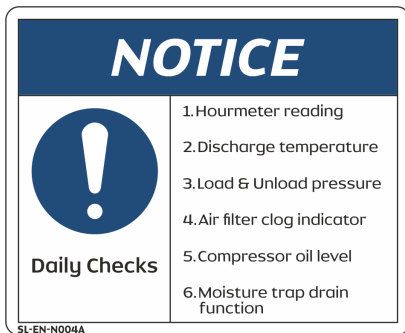 NOTICE
Daily Checks
1.Hourmeter reading
2.Discharge temperature
3.Load & Unload pressure
4.Air filter clog indicator
5.Compressor oil level
6.Moisture trap drain
function
SL-EN-N004A